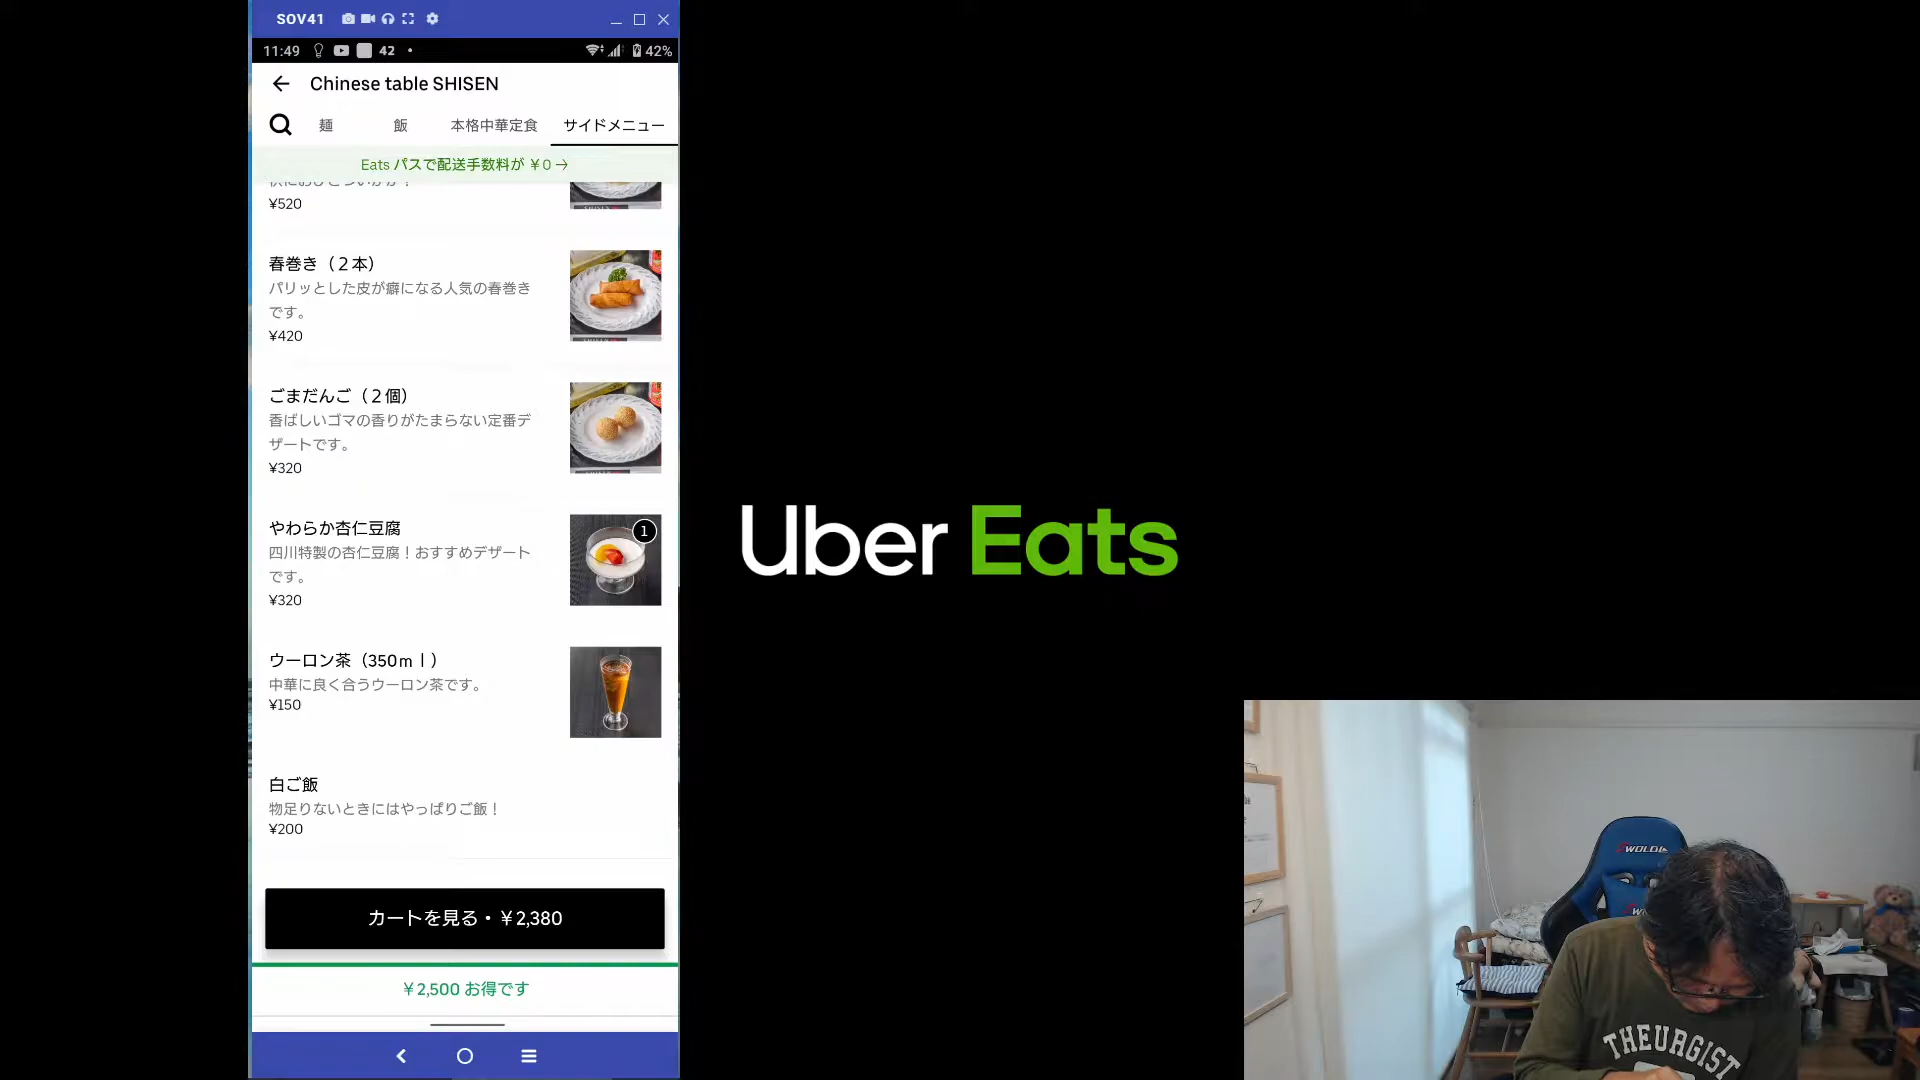 SOV41
11:49 42 42%
Chinese table SHISEN
麺 飯 本格中華定食 サイドメニュー
Eats パスで配送手数料が ¥0 →
¥520
春巻き（２本）
パリッとした皮が癖になる人気の春巻き
です。
¥420
ごまだんご（２個）
香ばしいゴマの香りがたまらない定番デ
ザートです。
¥320
やわらか杏仁豆腐
1
四川特製の杏仁豆腐！おすすめデザート
です。
¥320
ウーロン茶（350ｍｌ）
中華に良く合うウーロン茶です。
¥150
白ご飯
物足りないときにはやっぱりご飯！
¥200
カートを見る・￥2,380
￥2,500 お得です
Uber Eats
THEURGIST